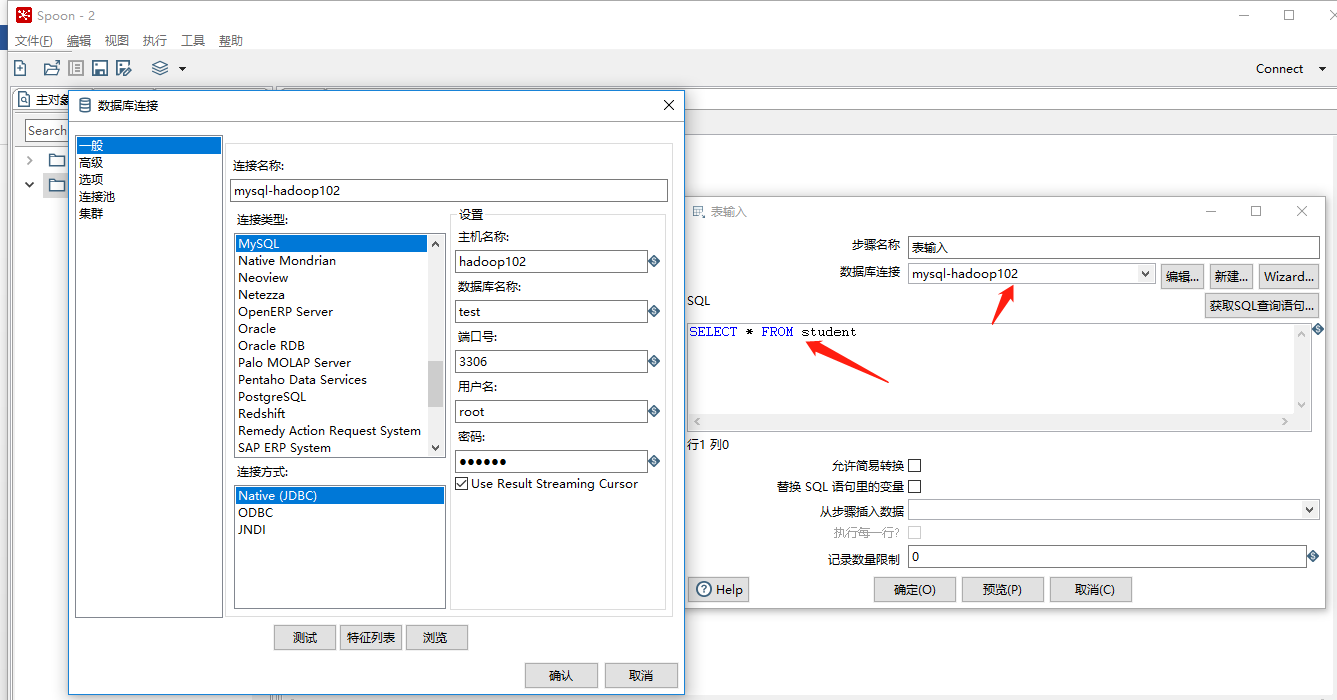 Spoon - 2
文件(F) 编辑 视图 执行 工具 帮助
Connect
主对象
Search
数据库连接
一般
高级
选项
连接池
集群
连接名称:
mysql-hadoop102
连接类型:
MySQL
Native Mondrian
Neoview
Netezza
OpenERP Server
Oracle
Oracle RDB
Palo MOLAP Server
Pentaho Data Services
PostgreSQL
Redshift
Remedy Action Request System
SAP ERP System
连接方式:
Native (JDBC)
ODBC
JNDI
设置
主机名称:
hadoop102
数据库名称:
test
端口号:
3306
用户名:
root
密码:
●●●●●●
Use Result Streaming Cursor
测试 特征列表 浏览
确认 取消
表输入
步骤名称 表输入
数据库连接 mysql-hadoop102 编辑... 新建... Wizard...
SQL 获取SQL查询语句...
SELECT * FROM student
行1 列0
允许简易转换
替换 SQL 语句里的变量
从步骤插入数据
执行每一行?
记录数量限制 0
Help 确定(O) 预览(P) 取消(C)